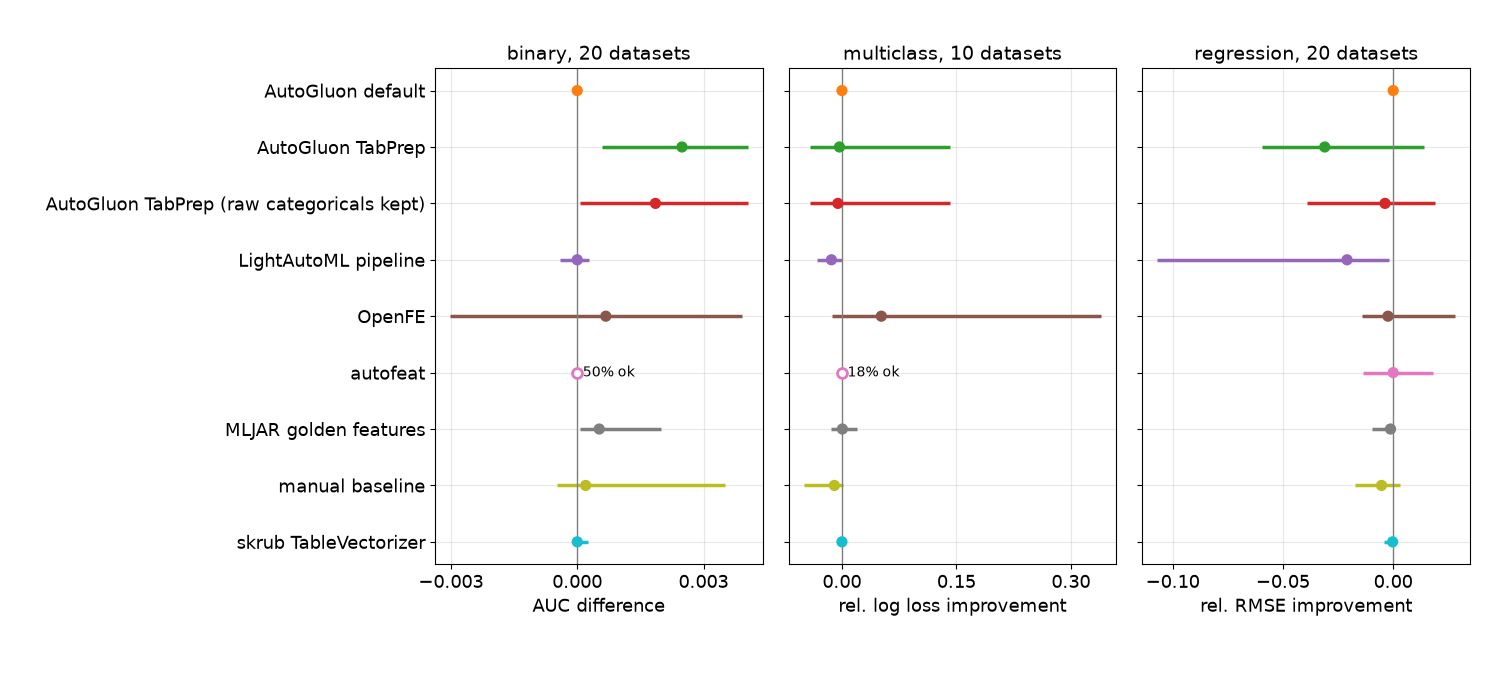 binary, 20 datasets
multiclass, 10 datasets
regression, 20 datasets
AutoGluon default
AutoGluon TabPrep
AutoGluon TabPrep (raw categoricals kept)
LightAutoML pipeline
OpenFE
autofeat
50% ok
18% ok
MLJAR golden features
manual baseline
skrub TableVectorizer
−0.003 0.000 0.003
0.00 0.15 0.30
−0.10 −0.05 0.00
AUC difference
rel. log loss improvement
rel. RMSE improvement